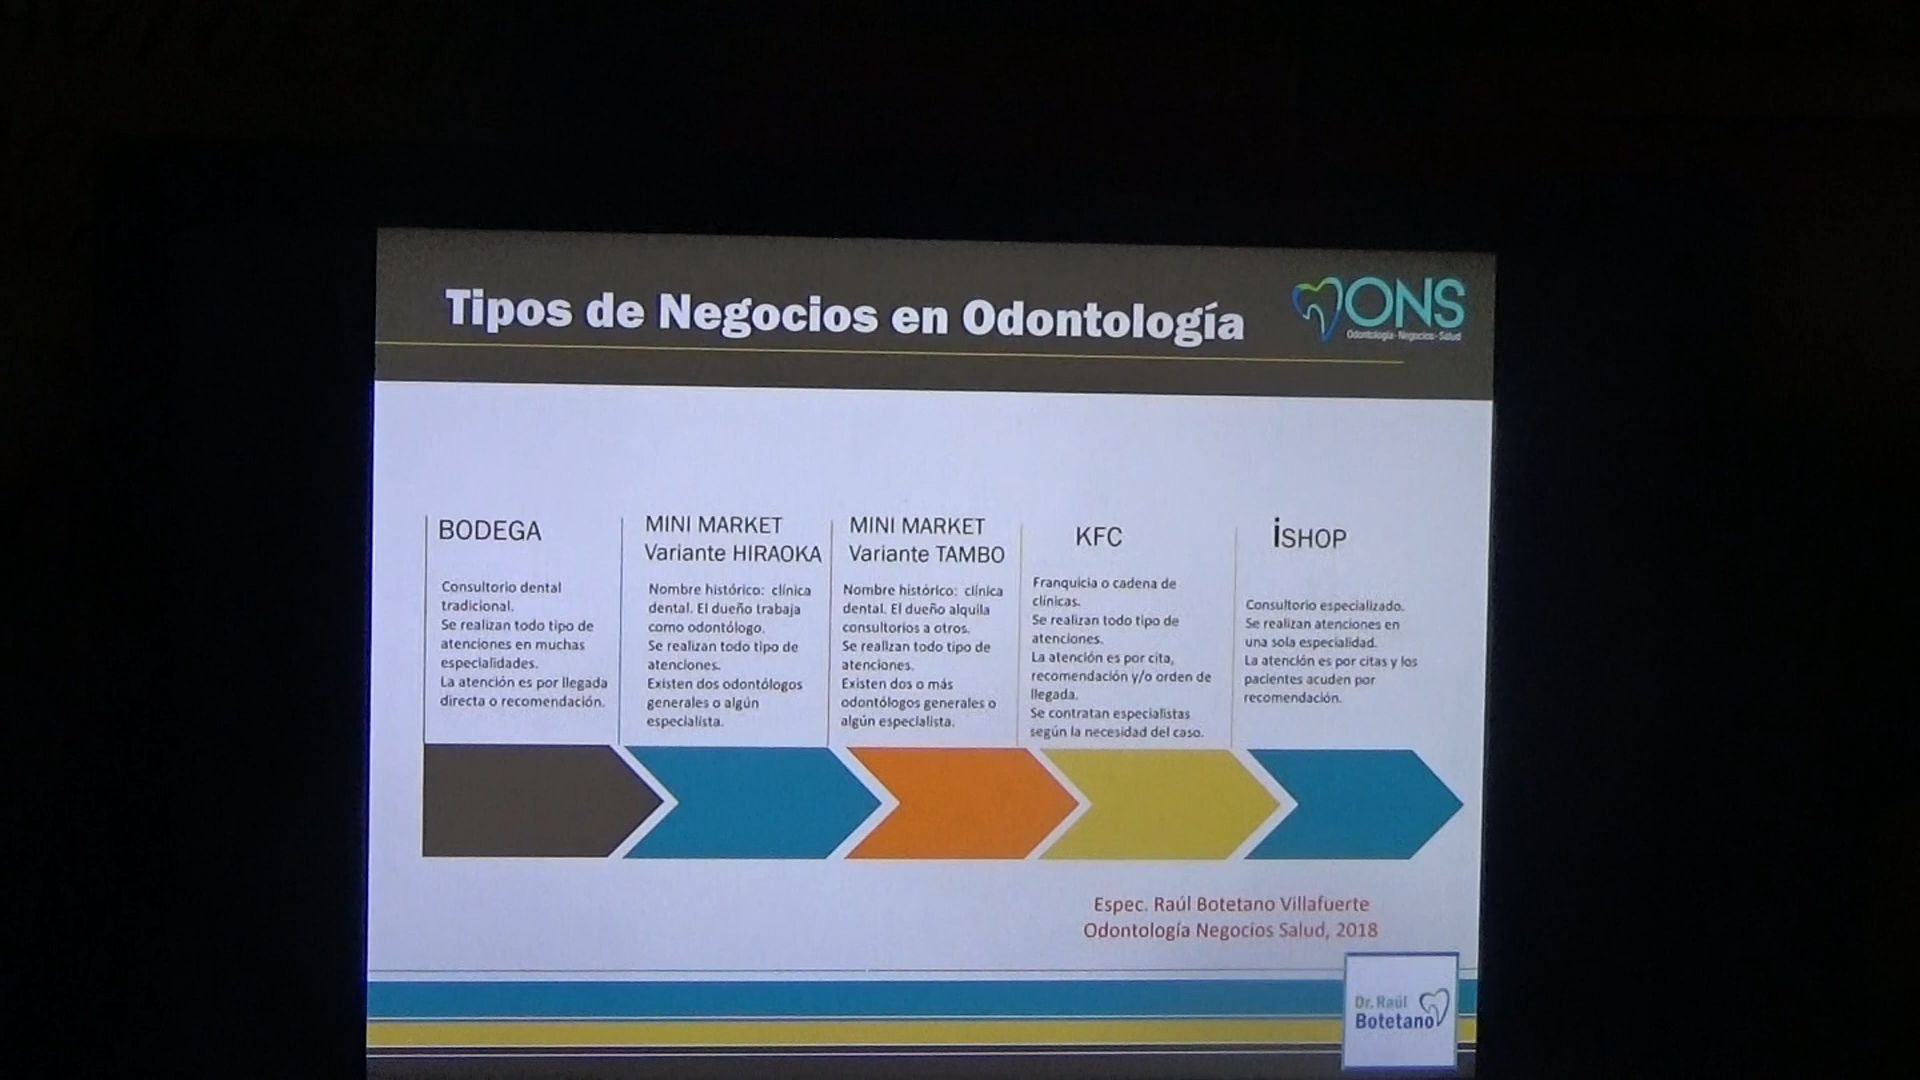 Tipos de Negocios en Odontología
ONS
Odontología - Negocios - Salud
BODEGA
Consultorio dental
tradicional.
Se realizan todo tipo de
atenciones en muchas
especialidades.
La atención es por llegada
directa o recomendación.
MINI MARKET
Variante HIRAOKA
Nombre histórico: clínica
dental. El dueño trabaja
como odontólogo.
Se realizan todo tipo de
atenciones.
Existen dos odontólogos
generales o algún
especialista.
MINI MARKET
Variante TAMBO
Nombre histórico: clínica
dental. El dueño alquila
consultorios a otros.
Se realizan todo tipo de
atenciones.
Existen dos o más
odontólogos generales o
algún especialista.
KFC
Franquicia o cadena de
clínicas.
Se realizan todo tipo de
atenciones.
La atención es por cita,
recomendación y/o orden de
llegada.
Se contratan especialistas
según la necesidad del caso.
iSHOP
Consultorio especializado.
Se realizan atenciones en
una sola especialidad.
La atención es por citas y los
pacientes acuden por
recomendación.
Espec. Raúl Botetano Villafuerte
Odontología Negocios Salud, 2018
Dr. Raúl
Botetano